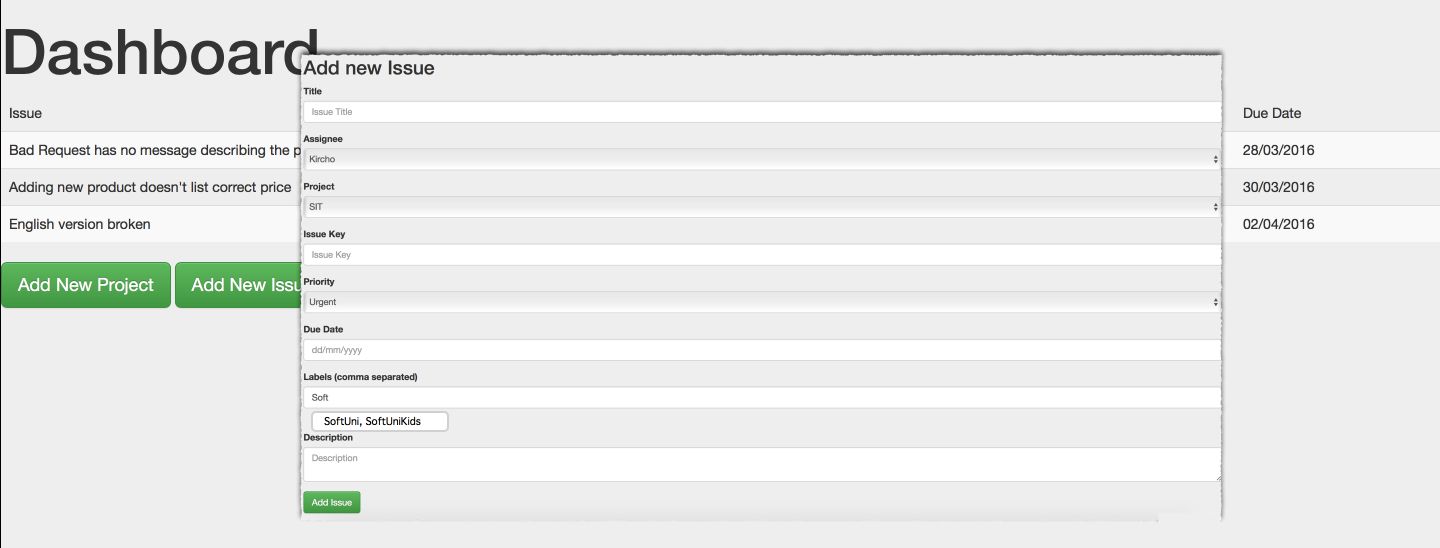 Dashboard
Issue
Due Date
Bad Request has no message describing the
28/03/2016
Adding new product doesn't list correct price
30/03/2016
English version broken
02/04/2016
Add New Project
Add New
Add new Issue
Title
Issue Title
Assignee
Kircho
Project
SIT
Issue Key
Issue Key
Priority
Urgent
Due Date
dd/mm/yyyy
Labels (comma separated)
Soft
SoftUni, SoftUniKids
Description
Description
Add Issue